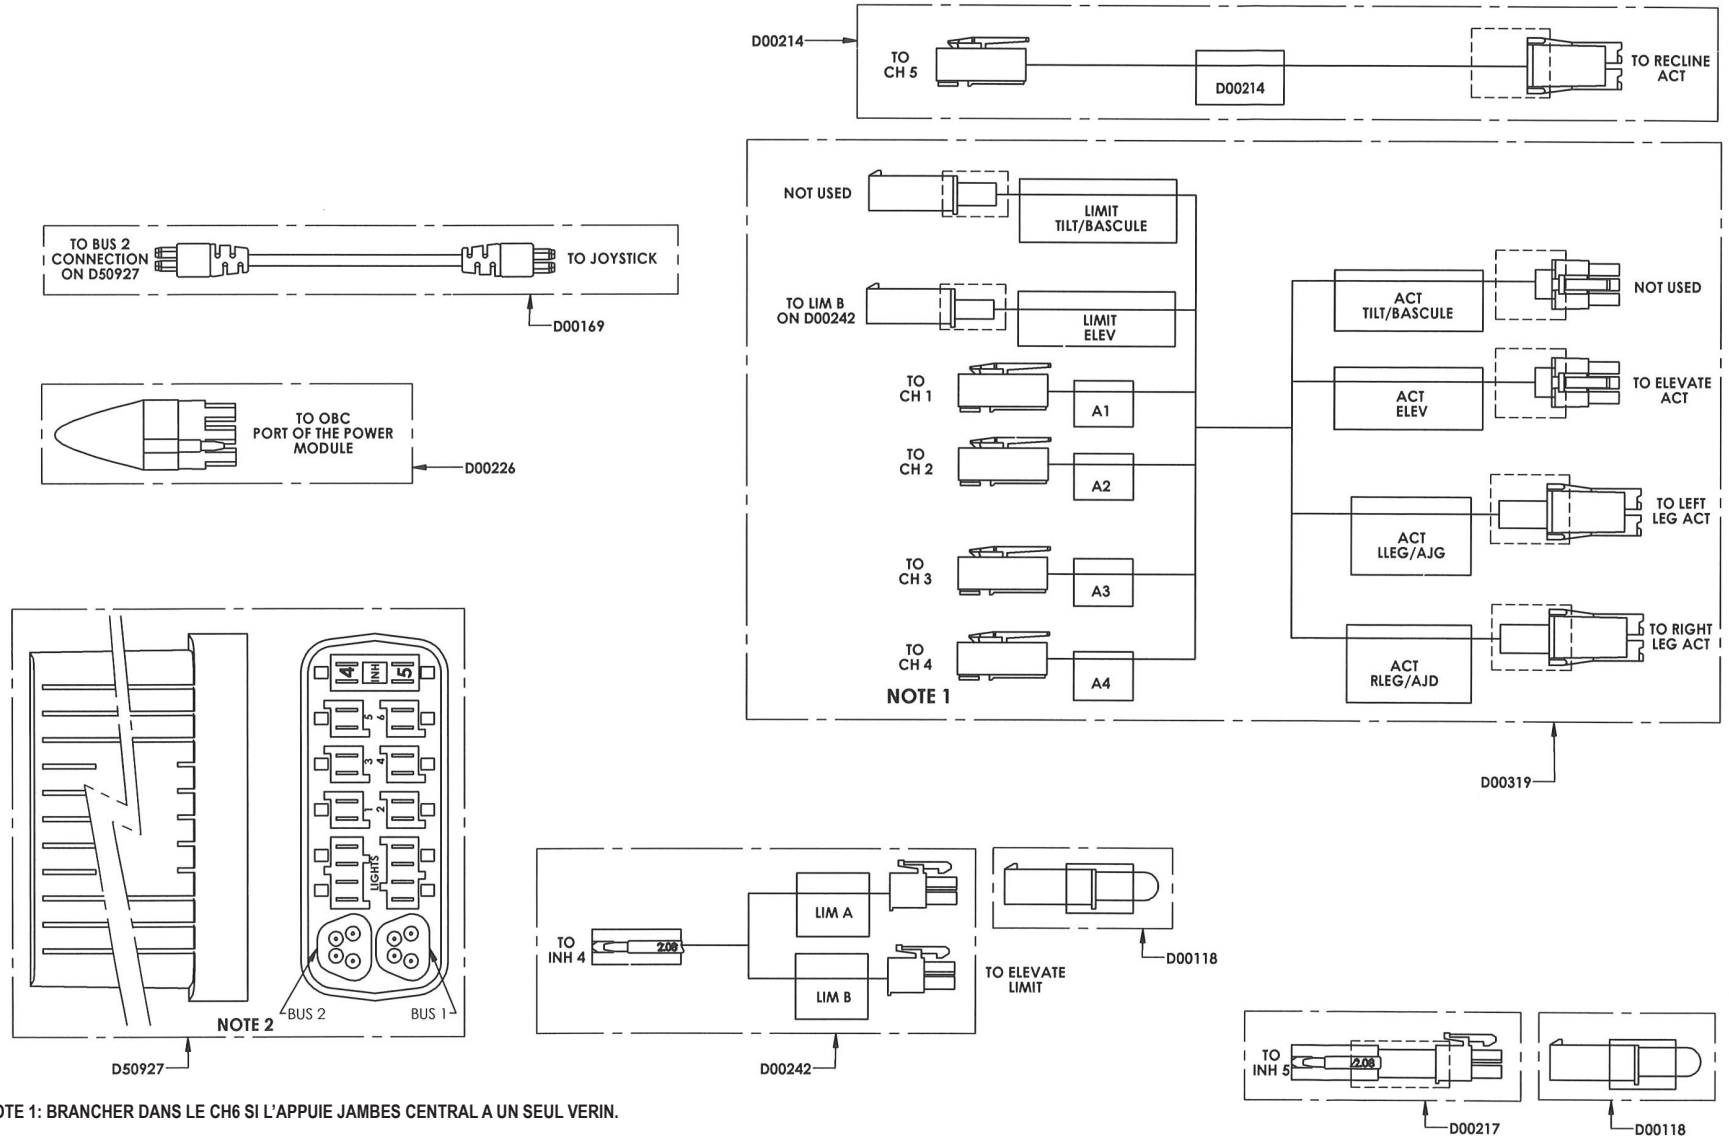 D00214
TO
CH 5
D00214
TO RECLINE
ACT
NOT USED
LIMIT
TILT/BASCULE
TO LIM B
ON D00242
LIMIT
ELEV
TO
CH 1
A1
TO
CH 2
A2
TO
CH 3
A3
TO
CH 4
A4
NOTE 1
ACT
TILT/BASCULE
NOT USED
ACT
ELEV
TO ELEVATE
ACT
ACT
LLEG/AJG
TO LEFT
LEG ACT
ACT
RLEG/AJD
TO RIGHT
LEG ACT
D00319
TO BUS 2
CONNECTION
ON D50927
TO JOYSTICK
D00169
TO OBC
PORT OF THE POWER
MODULE
D00226
4
INH
5
5
6
3
4
1
2
LIGHTS
BUS 2
BUS 1
NOTE 2
D50927
TO
INH 4
2.08
LIM A
LIM B
TO ELEVATE
LIMIT
D00242
D00118
TO
INH 5
2.08
D00217
D00118
OTE 1: BRANCHER DANS LE CH6 SI L'APPUIE JAMBES CENTRAL A UN SEUL VERIN.